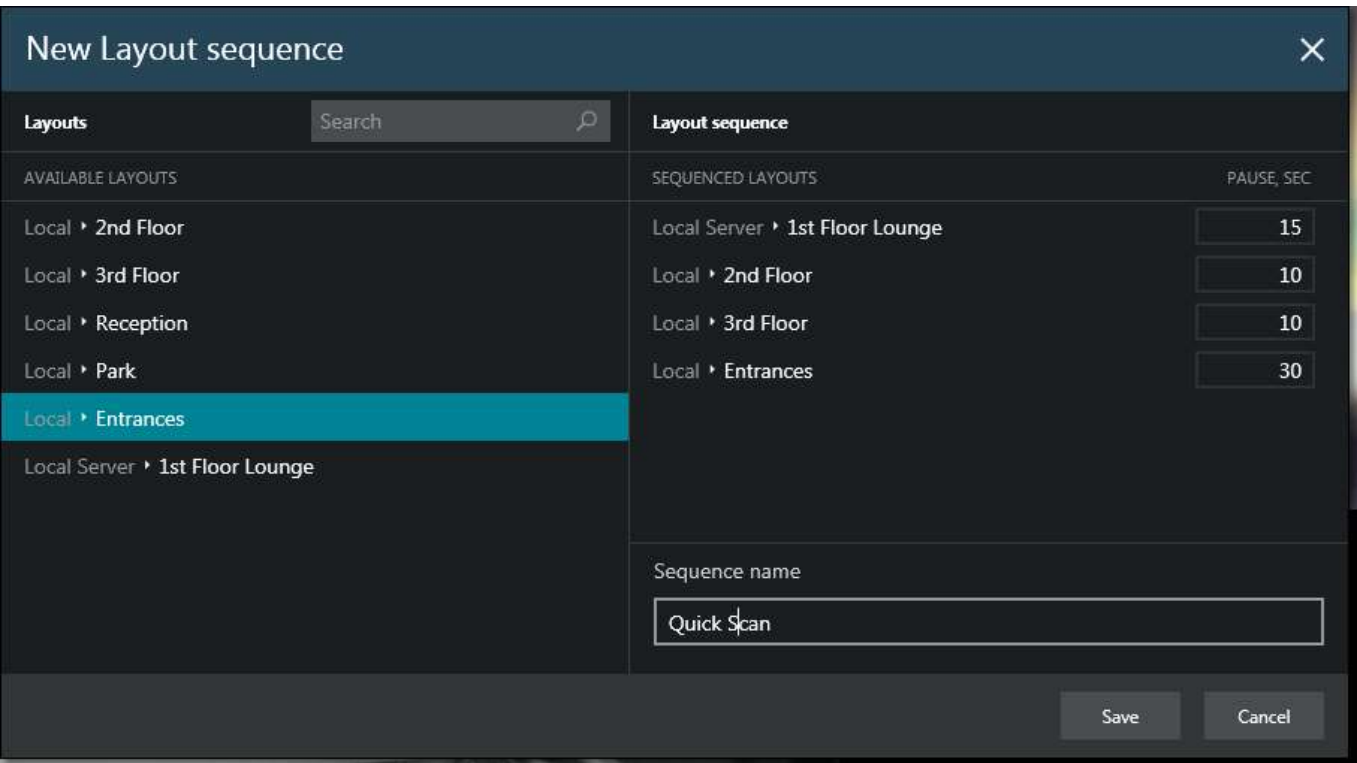 New Layout sequence
Layouts
Search
AVAILABLE LAYOUTS
Local ‣ 2nd Floor
Local ‣ 3rd Floor
Local ‣ Reception
Local ‣ Park
Local ‣ Entrances
Local Server ‣ 1st Floor Lounge
Layout sequence
SEQUENCED LAYOUTS PAUSE, SEC
Local Server ‣ 1st Floor Lounge 15
Local ‣ 2nd Floor 10
Local ‣ 3rd Floor 10
Local ‣ Entrances 30
Sequence name
Quick Scan
Save Cancel